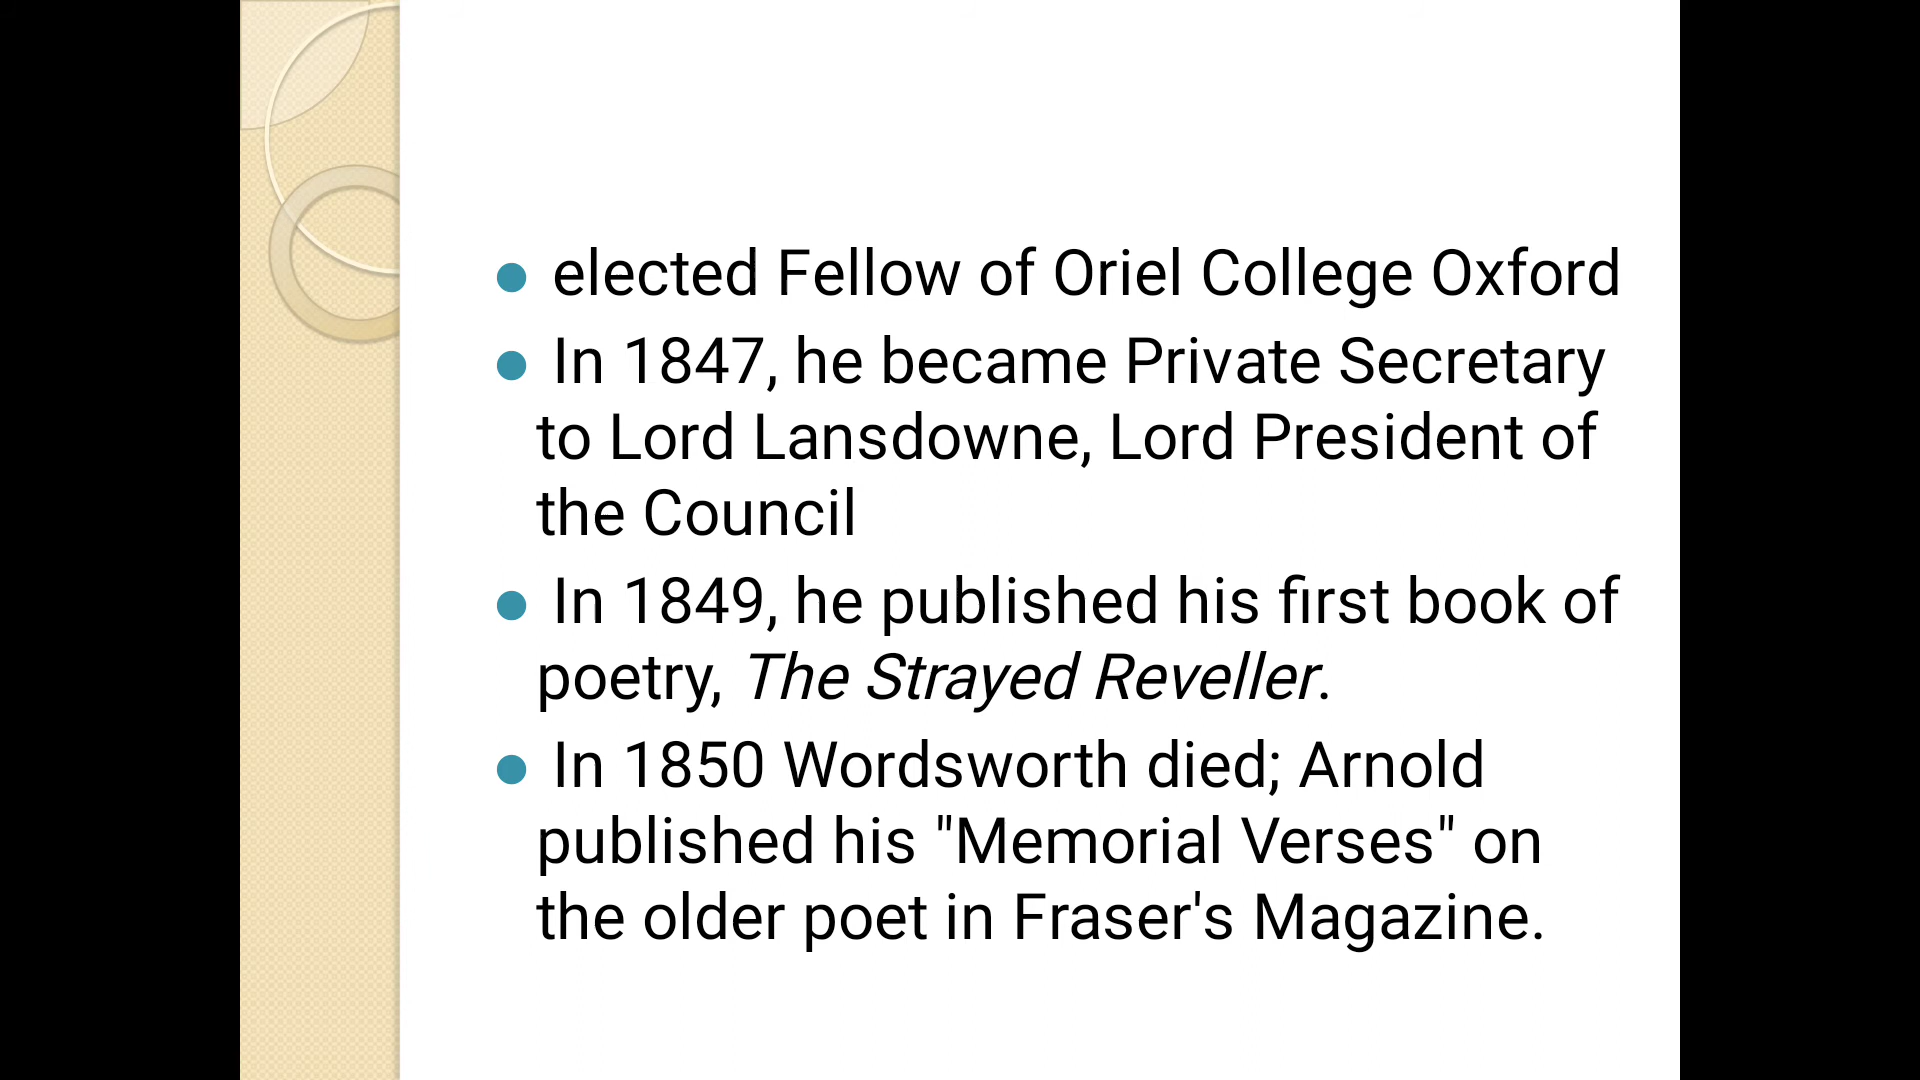 ● elected Fellow of Oriel College Oxford
● In 1847, he became Private Secretary
to Lord Lansdowne, Lord President of
the Council
● In 1849, he published his first book of
poetry, The Strayed Reveller.
● In 1850 Wordsworth died; Arnold
published his "Memorial Verses" on
the older poet in Fraser's Magazine.